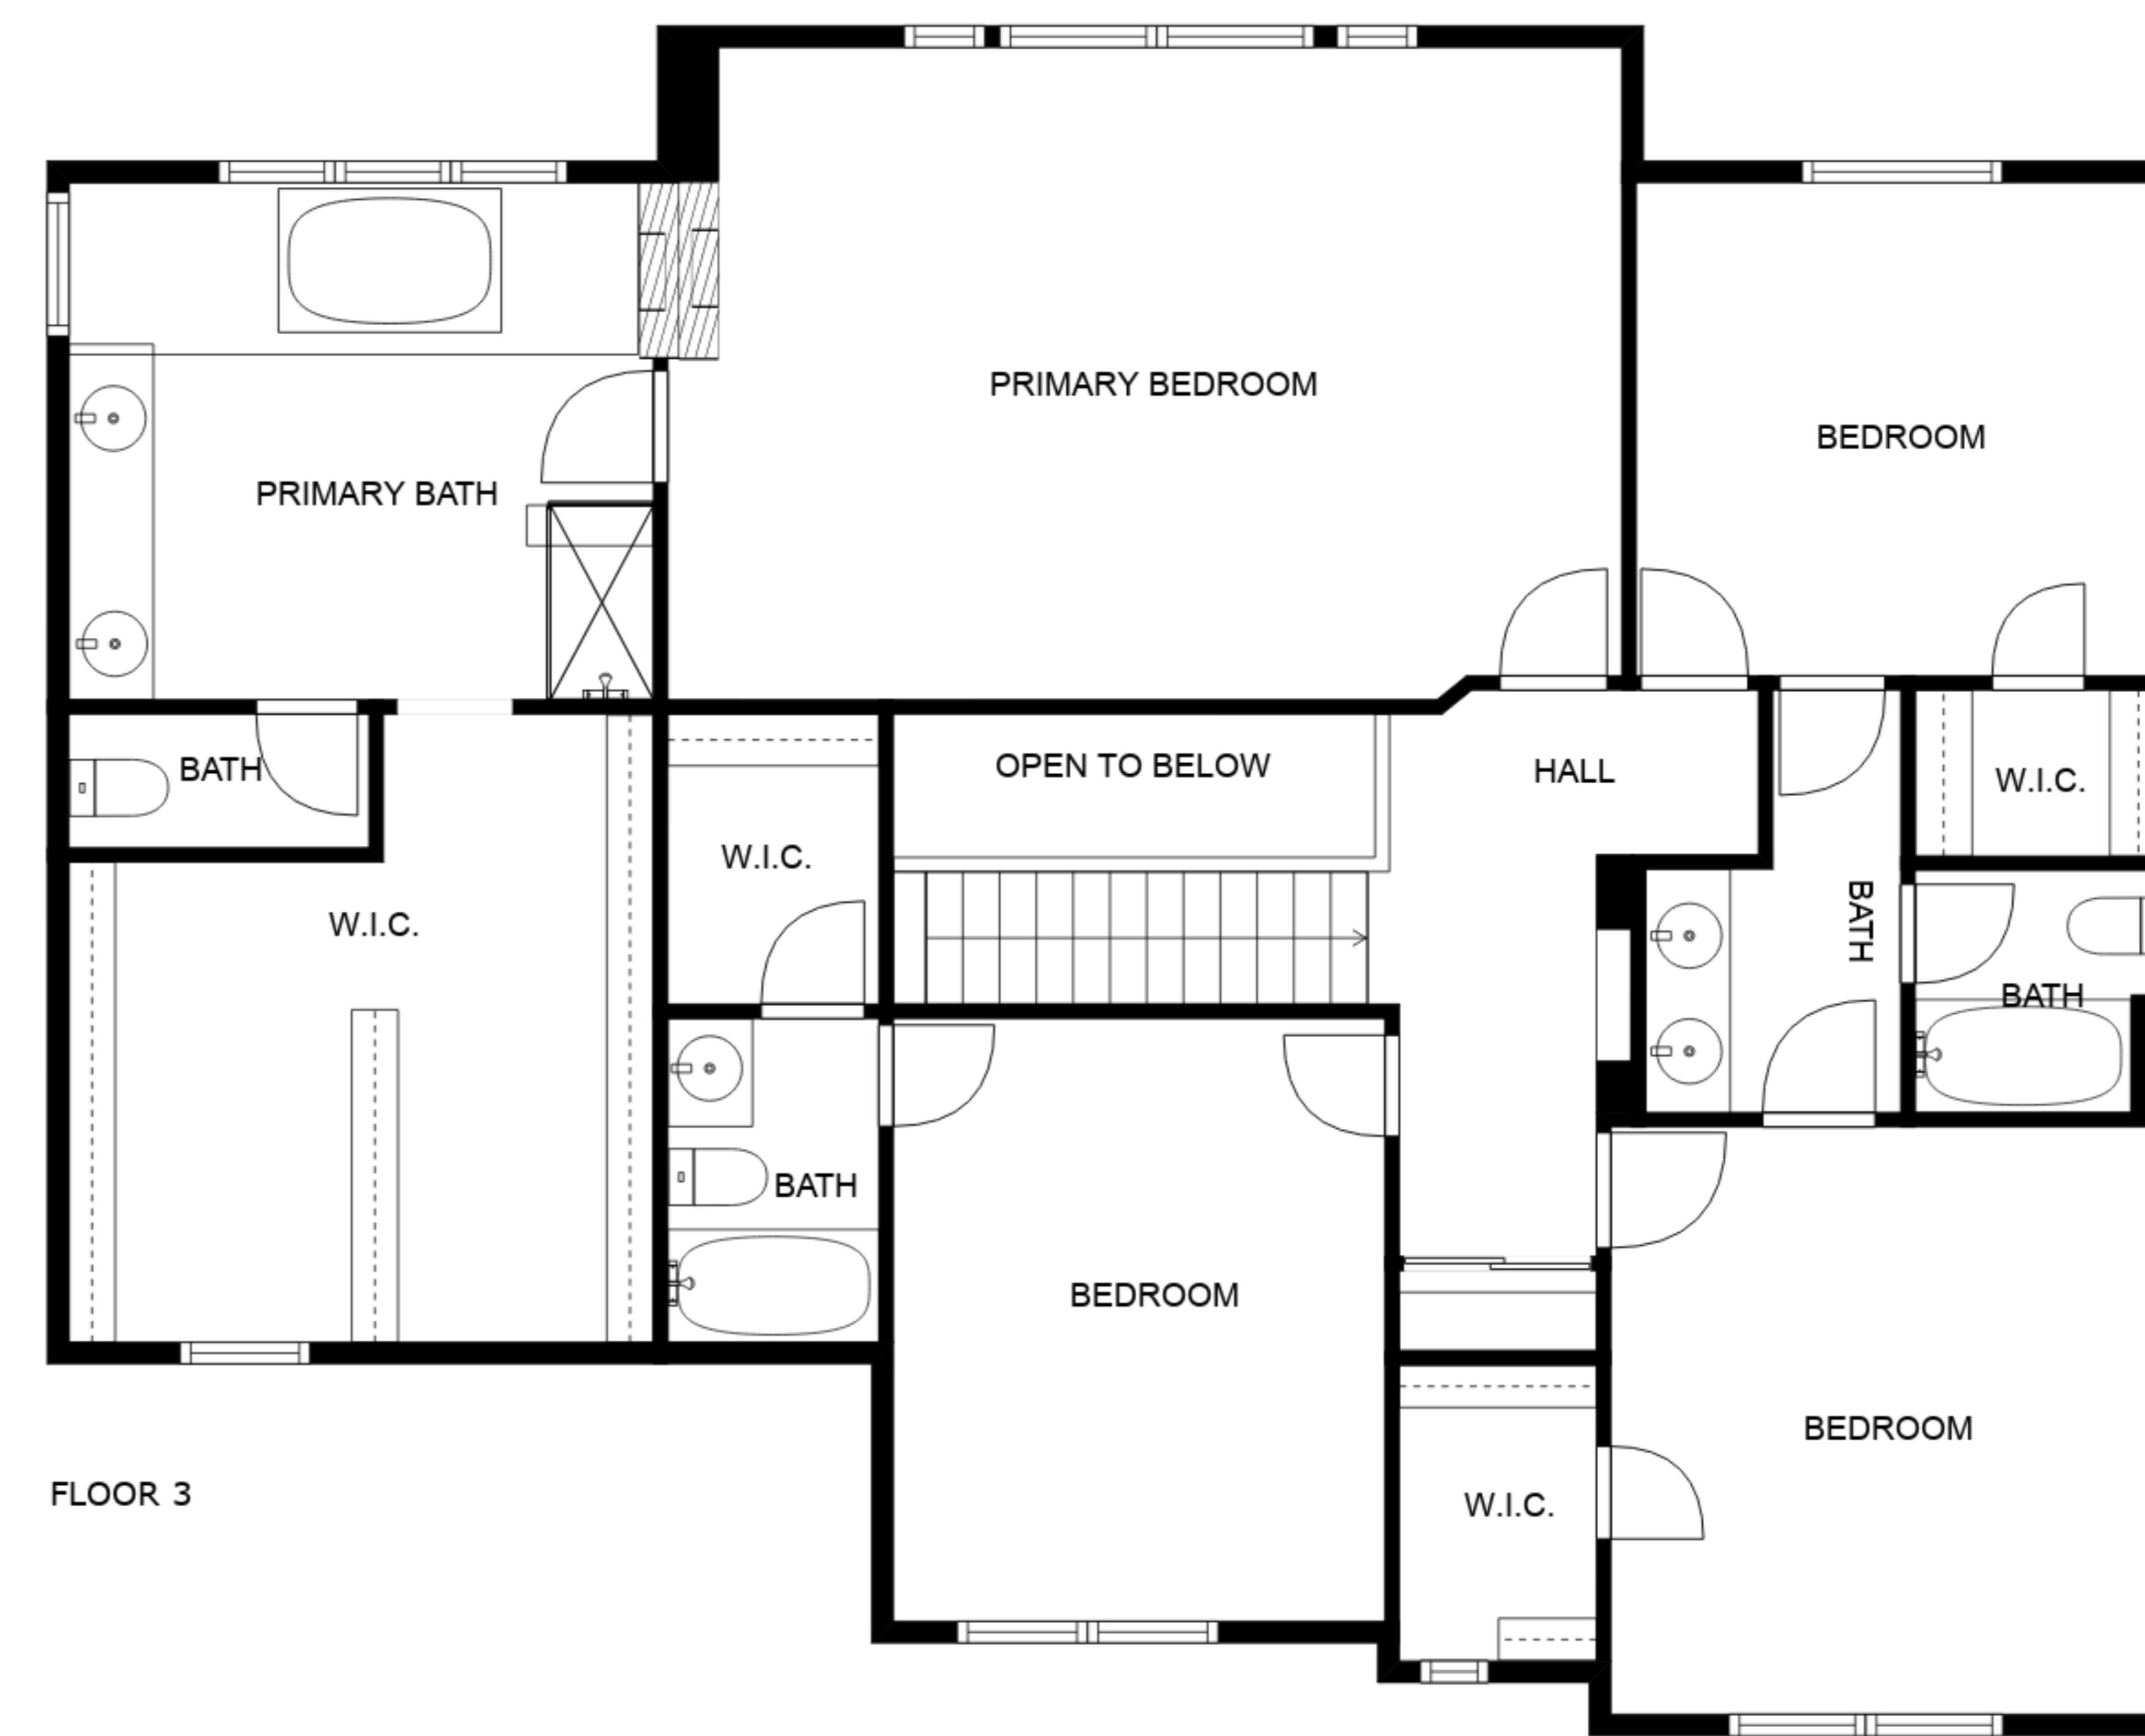 PRIMARY BEDROOM
BEDROOM
PRIMARY BATH
OPEN TO BELOW
HALL
BATH
W.I.C.
W.I.C.
W.I.C.
BATH
BATH
BATH
BEDROOM
BEDROOM
W.I.C.
FLOOR 3